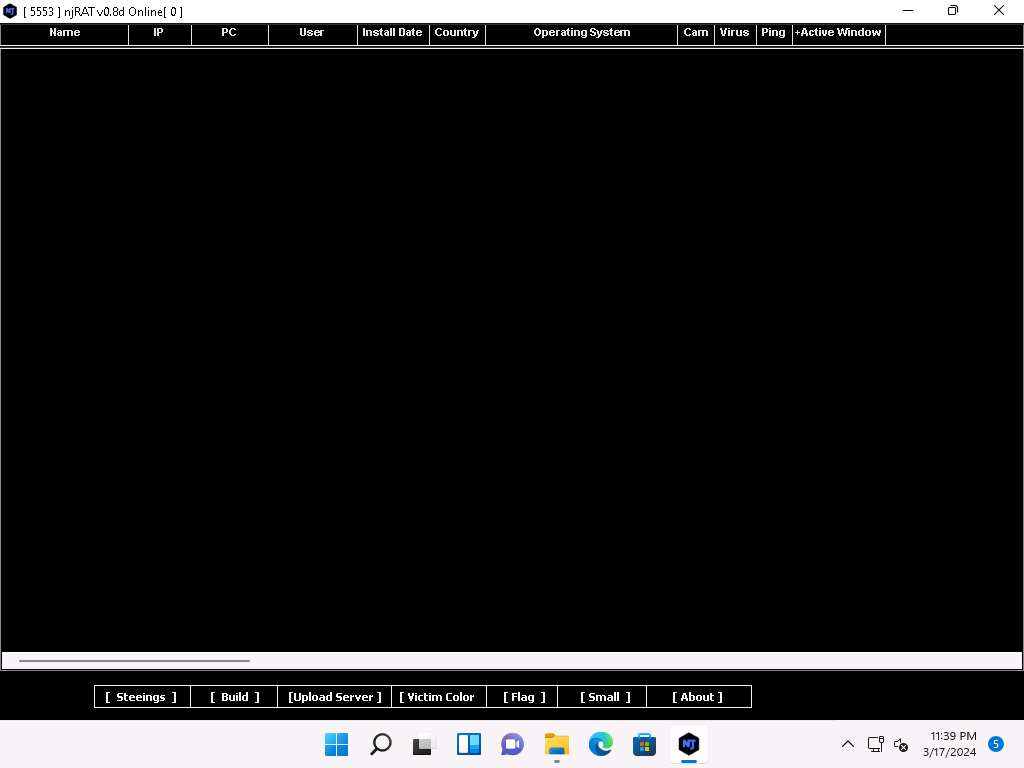 [ 5553 ] njRAT v0.8d Online[ 0 ]
Name IP PC User Install Date Country Operating System Cam Virus Ping +Active Window
[ Steeings ] [ Build ] [Upload Server ] [ Victim Color [ Flag ] [ Small ] [ About ]
NJ
11:39 PM
3/17/2024
5